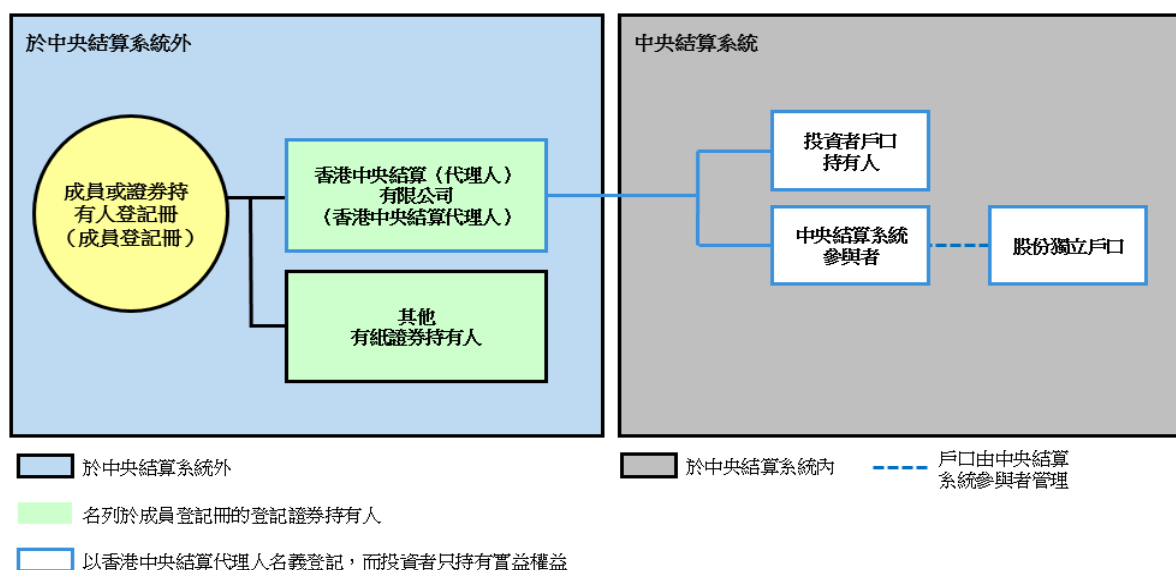 於中央結算系統外
成員或證券持
有人登記冊
（成員登記冊）
香港中央結算（代理人）
有限公司
（香港中央結算代理人）
其他
有紙證券持有人
中央結算系統
投資者戶口
持有人
中央結算系統
參與者
股份獨立戶口
於中央結算系統外
名列於成員登記冊的登記證券持有人
以香港中央結算代理人名義登記，而投資者只持有實益權益
於中央結算系統內
戶口由中央結算
系統參與者管理